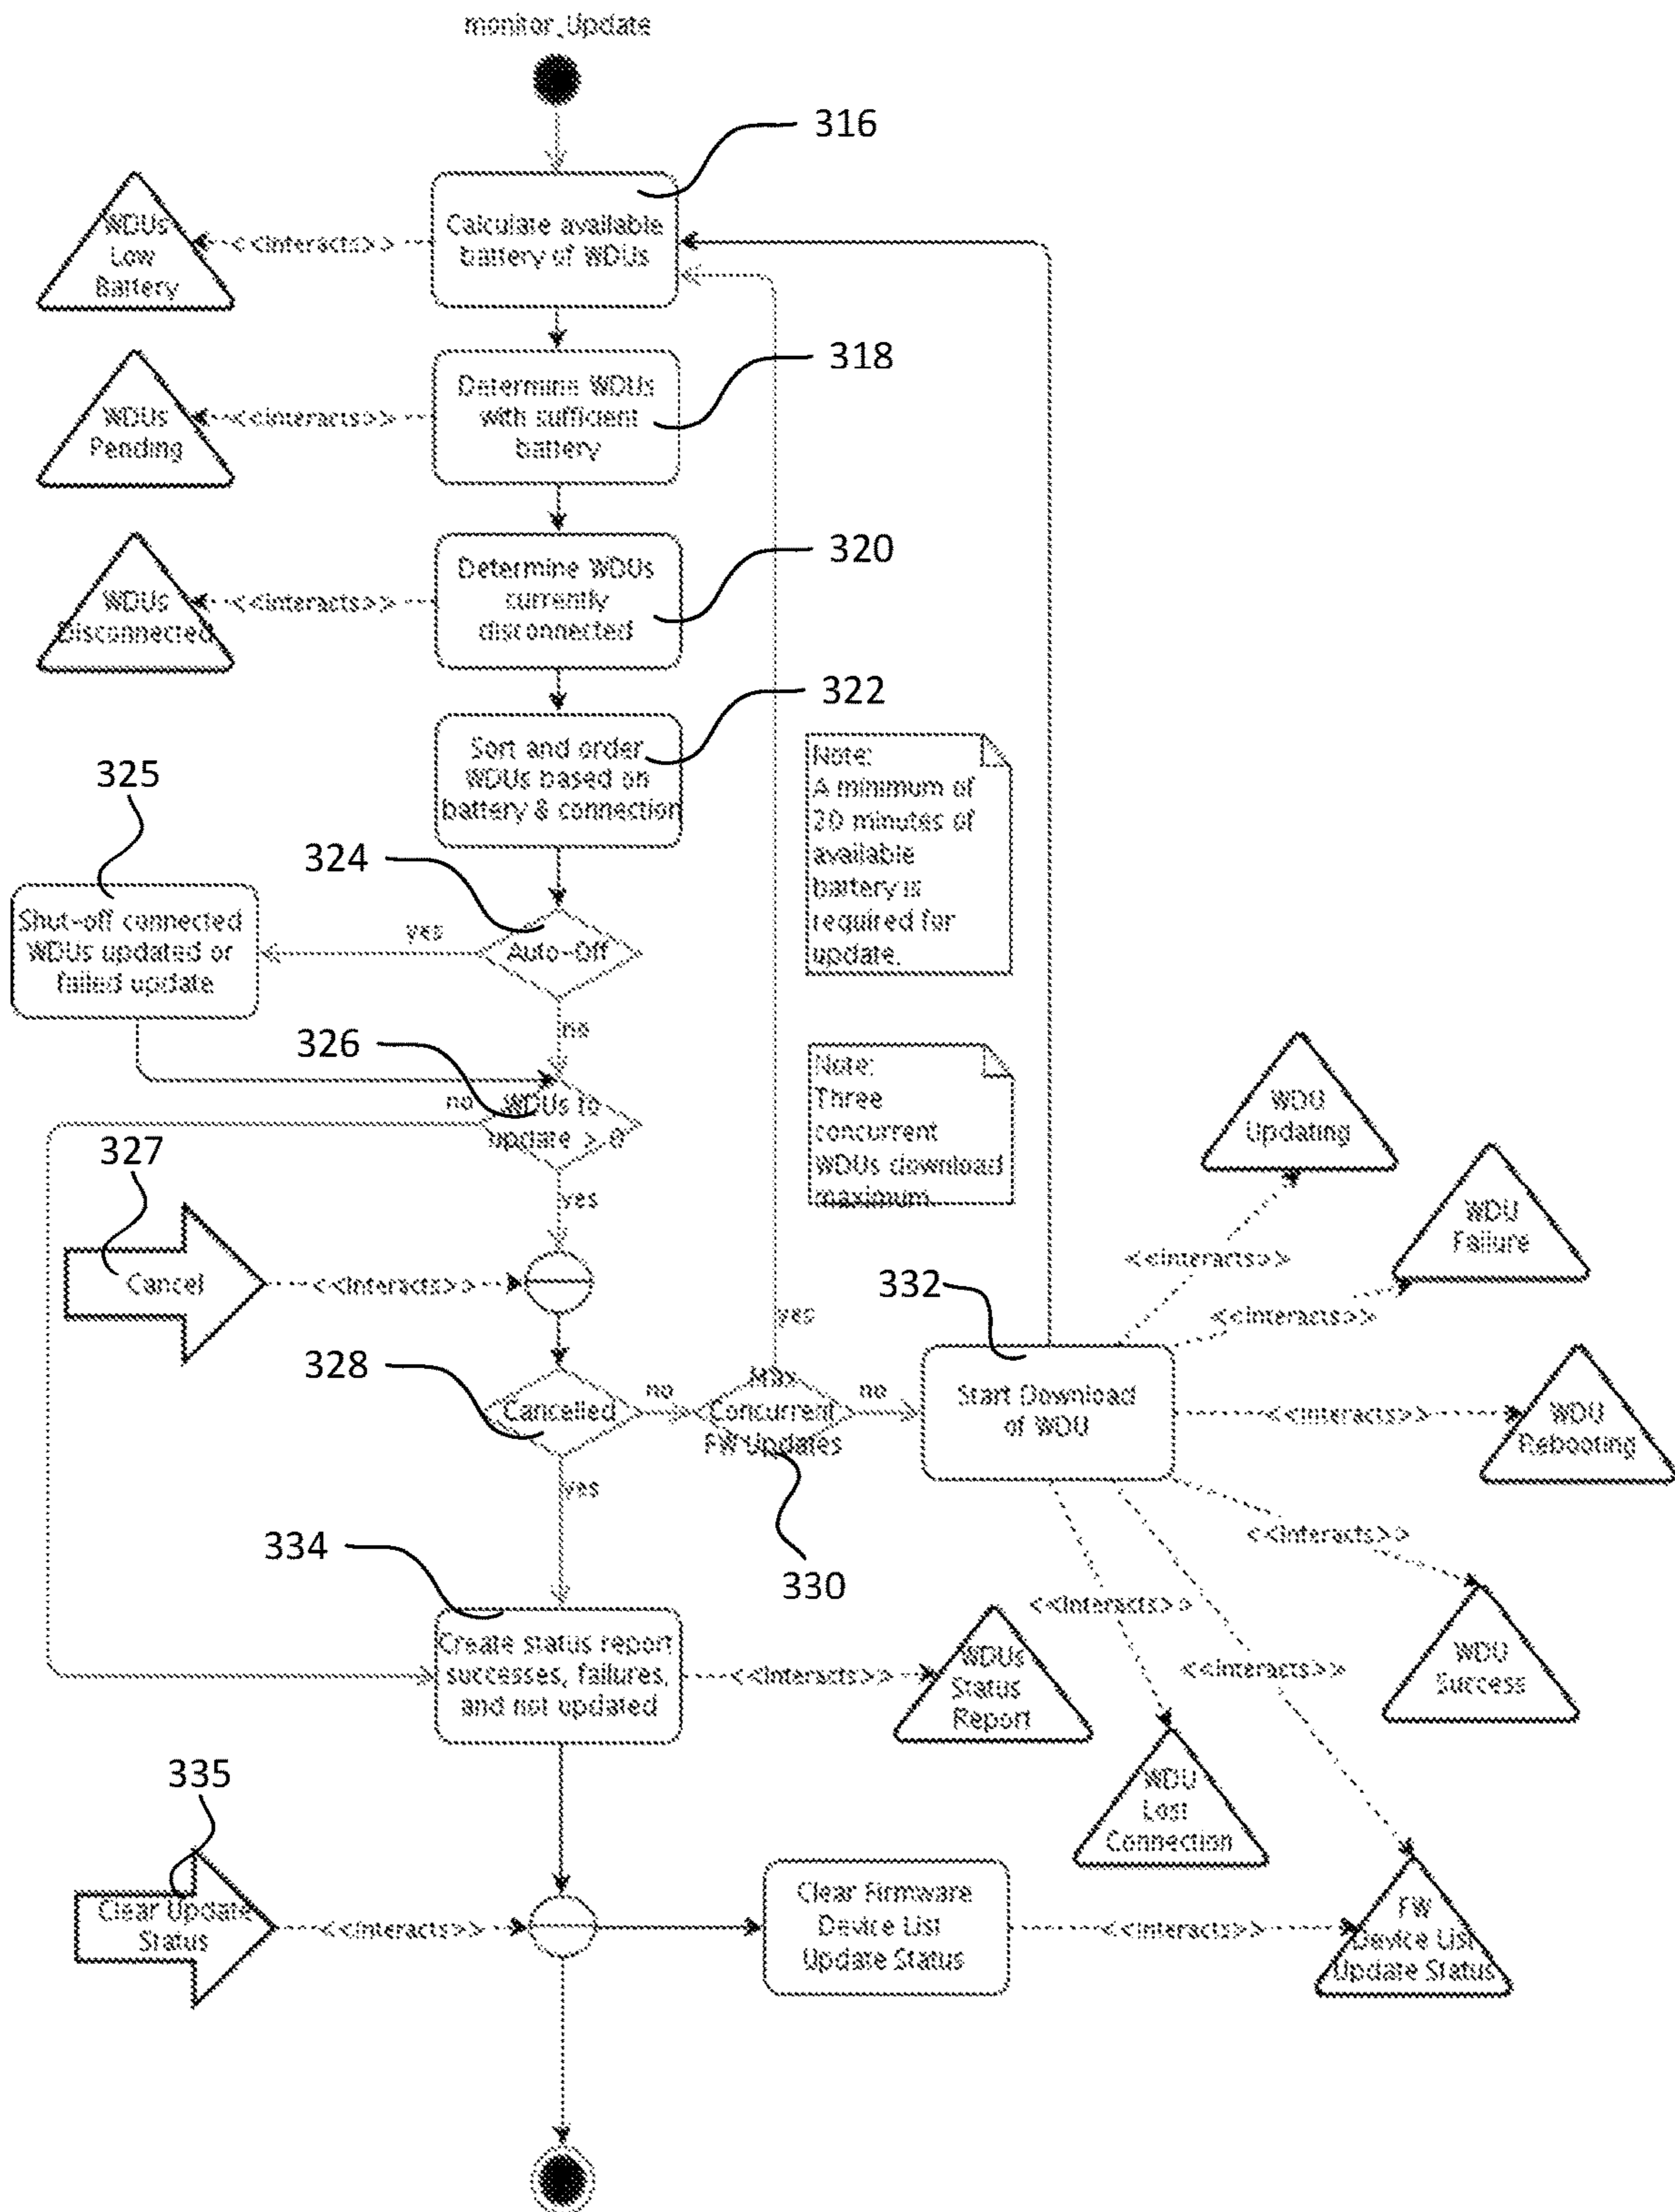 monitor_Update
316
Calculate available
battery of WDUs
<<interacts>>
WDUs
Low
Battery
318
Determine WDUs
with sufficient
battery
<<interacts>>
WDUs
Pending
320
Determine WDUs
currently
disconnected
<<interacts>>
WDUs
Disconnected
322
Sort and order
WDUs based on
battery & connection
Note:
A minimum of
20 minutes of
available
battery is
required for
update.
325
Shut-off connected
WDUs updated or
failed update
324
yes
Auto-Off
no
326
no
WDUs to
update > 0
yes
Note:
Three
concurrent
WDUs download
maximum.
327
Cancel
<<interacts>>
328
Cancelled
no
yes
yes
Max
Concurrent
FW Updates
no
330
332
Start Download
of WDU
<<interacts>>
WDU
Updating
<<interacts>>
WDU
Failure
<<interacts>>
WDU
Rebooting
<<interacts>>
WDU
Success
<<interacts>>
WDU
Lost
Connection
<<interacts>>
334
Create status report
successes, failures,
and not updated
<<interacts>>
WDUs
Status
Report
335
Clear Update
Status
<<interacts>>
Clear Firmware
Device List
Update Status
<<interacts>>
FW
Device List
Update Status